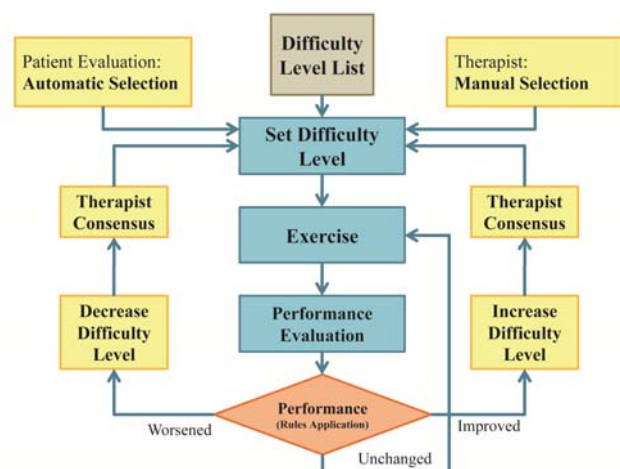 Patient Evaluation:
Automatic Selection
Difficulty
Level List
Therapist:
Manual Selection
Set Difficulty
Level
Therapist
Consensus
Exercise
Therapist
Consensus
Decrease
Difficulty
Level
Performance
Evaluation
Increase
Difficulty
Level
Performance
(Rules Application)
Worsened
Improved
Unchanged